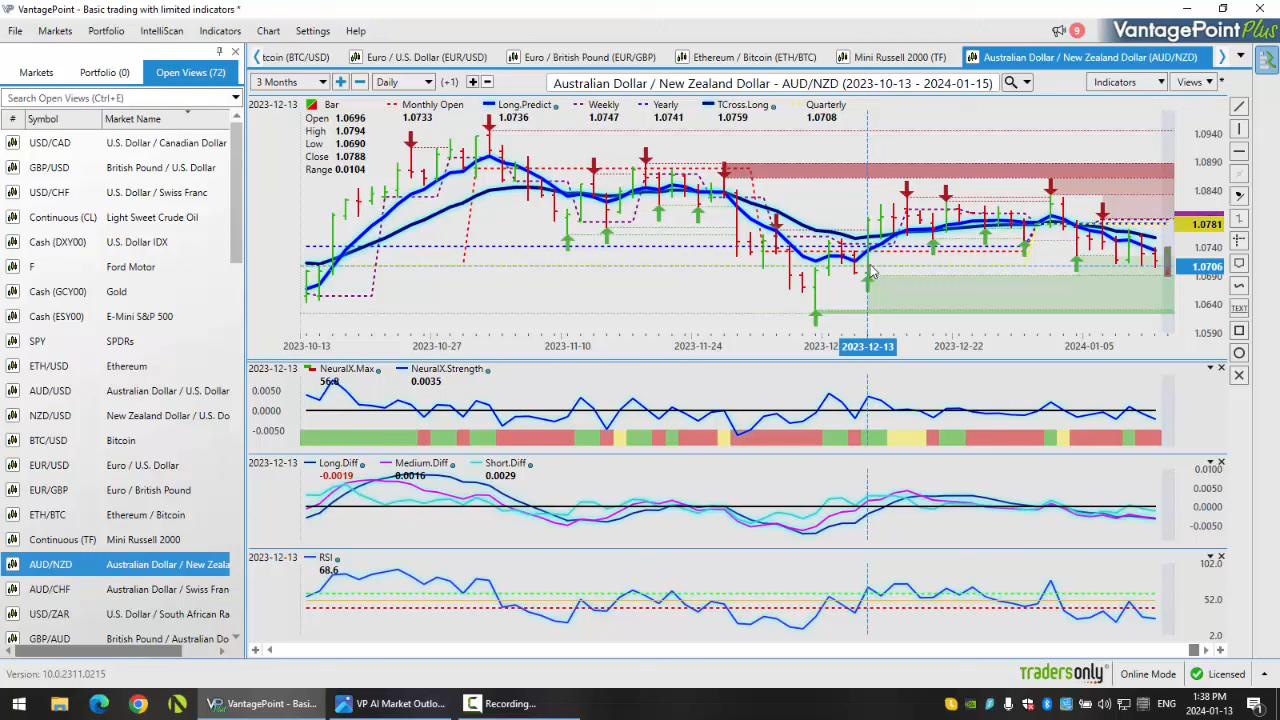 VantagePoint - Basic trading with limited indicators *
File Markets Portfolio IntelliScan Indicators Chart Settings Help
9 VantagePoint Plus
Markets Portfolio (0) Open Views (72)
tcoin (BTC/USD) Euro / U.S. Dollar (EUR/USD) Euro / British Pound (EUR/GBP) Ethereum / Bitcoin (ETH/BTC) Mini Russell 2000 (TF) Australian Dollar / New Zealand Dollar (AUD/NZD)
3 Months Daily (+1) Australian Dollar / New Zealand Dollar - AUD/NZD (2023-10-13 - 2024-01-15) Indicators Views
Search Open Views (Ctrl+E)
# Symbol Market Name
USD/CAD U.S. Dollar / Canadian Dollar
GBP/USD British Pound / U.S. Dollar
USD/CHF U.S. Dollar / Swiss Franc
Continuous (CL) Light Sweet Crude Oil
Cash (DXY00) U.S. Dollar IDX
F Ford Motor
Cash (GCY00) Gold
Cash (ESY00) E-Mini S&P 500
SPY SPDRs
ETH/USD Ethereum
AUD/USD Australian Dollar / U.S. Dolla
NZD/USD New Zealand Dollar / U.S. Do
BTC/USD Bitcoin
EUR/USD Euro / U.S. Dollar
EUR/GBP Euro / British Pound
ETH/BTC Ethereum / Bitcoin
Continuous (TF) Mini Russell 2000
AUD/NZD Australian Dollar / New Zeala
AUD/CHF Australian Dollar / Swiss Fran
USD/ZAR U.S. Dollar / South African Ra
GBP/AUD British Pound / Australian Do
2023-12-13 Bar Monthly Open Long.Predict Weekly Yearly TCross.Long Quarterly
Open 1.0696 1.0733 1.0736 1.0747 1.0741 1.0759 1.0708
High 1.0794
Low 1.0690
Close 1.0788
Range 0.0104
1.0940
1.0890
1.0840
1.0781
1.0740
1.0706
1.0690
1.0640
1.0590
2023-10-13 2023-10-27 2023-11-10 2023-11-24 2023-12 2023-12-13 2023-12-22 2024-01-05
2023-12-13 NeuralX.Max NeuralX.Strength
56.8 0.0035
0.0050
0.0000
-0.0050
2023-12-13 Long.Diff Medium.Diff Short.Diff
-0.0019 0.0016 0.0029
0.0100
0.0050
0.0000
-0.0050
2023-12-13 RSI
68.6
102.0
52.0
2.0
TEXT
Version: 10.0.2311.0215 tradersonly Online Mode Licensed
VantagePoint - Basi... VP AI Market Outlo... Recording... ENG 1:38 PM
2024-01-13 1